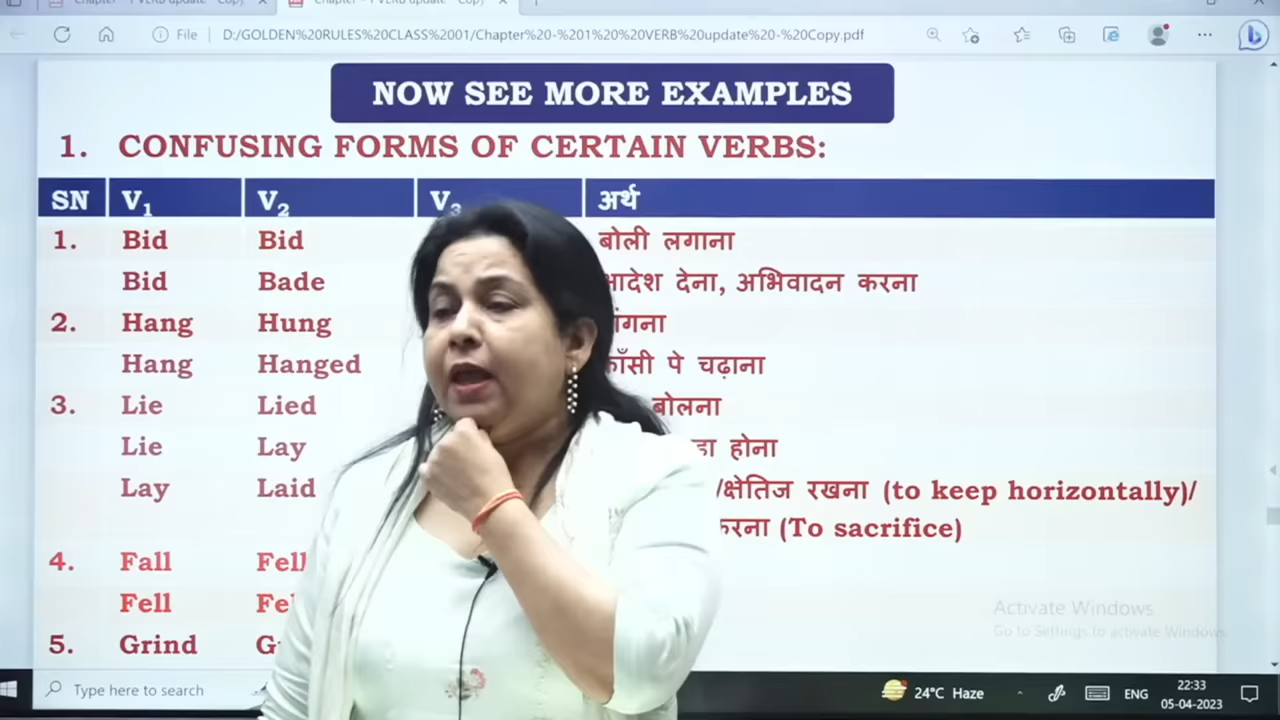 File D:/GOLDEN%20RULES%20CLASS%2001/Chapter%20-%201%20%20VERB%20update%20-%20Copy.pdf
NOW SEE MORE EXAMPLES
1. CONFUSING FORMS OF CERTAIN VERBS:
SN V1 V2 V3 अर्थ
1. Bid Bid बोली लगाना
Bid Bade देना, अभिवादन करना
2. Hang Hung
Hang Hanged पे चढ़ाना
3. Lie Lied बोलना
Lie Lay होना
Lay Laid /क्षेतिज रखना (to keep horizontally)/
(To sacrifice)
4. Fall Fell
Fell
5. Grind
Activate Windows
Go to Settings to activate Windows.
Type here to search 24°C Haze ENG 22:33
05-04-2023